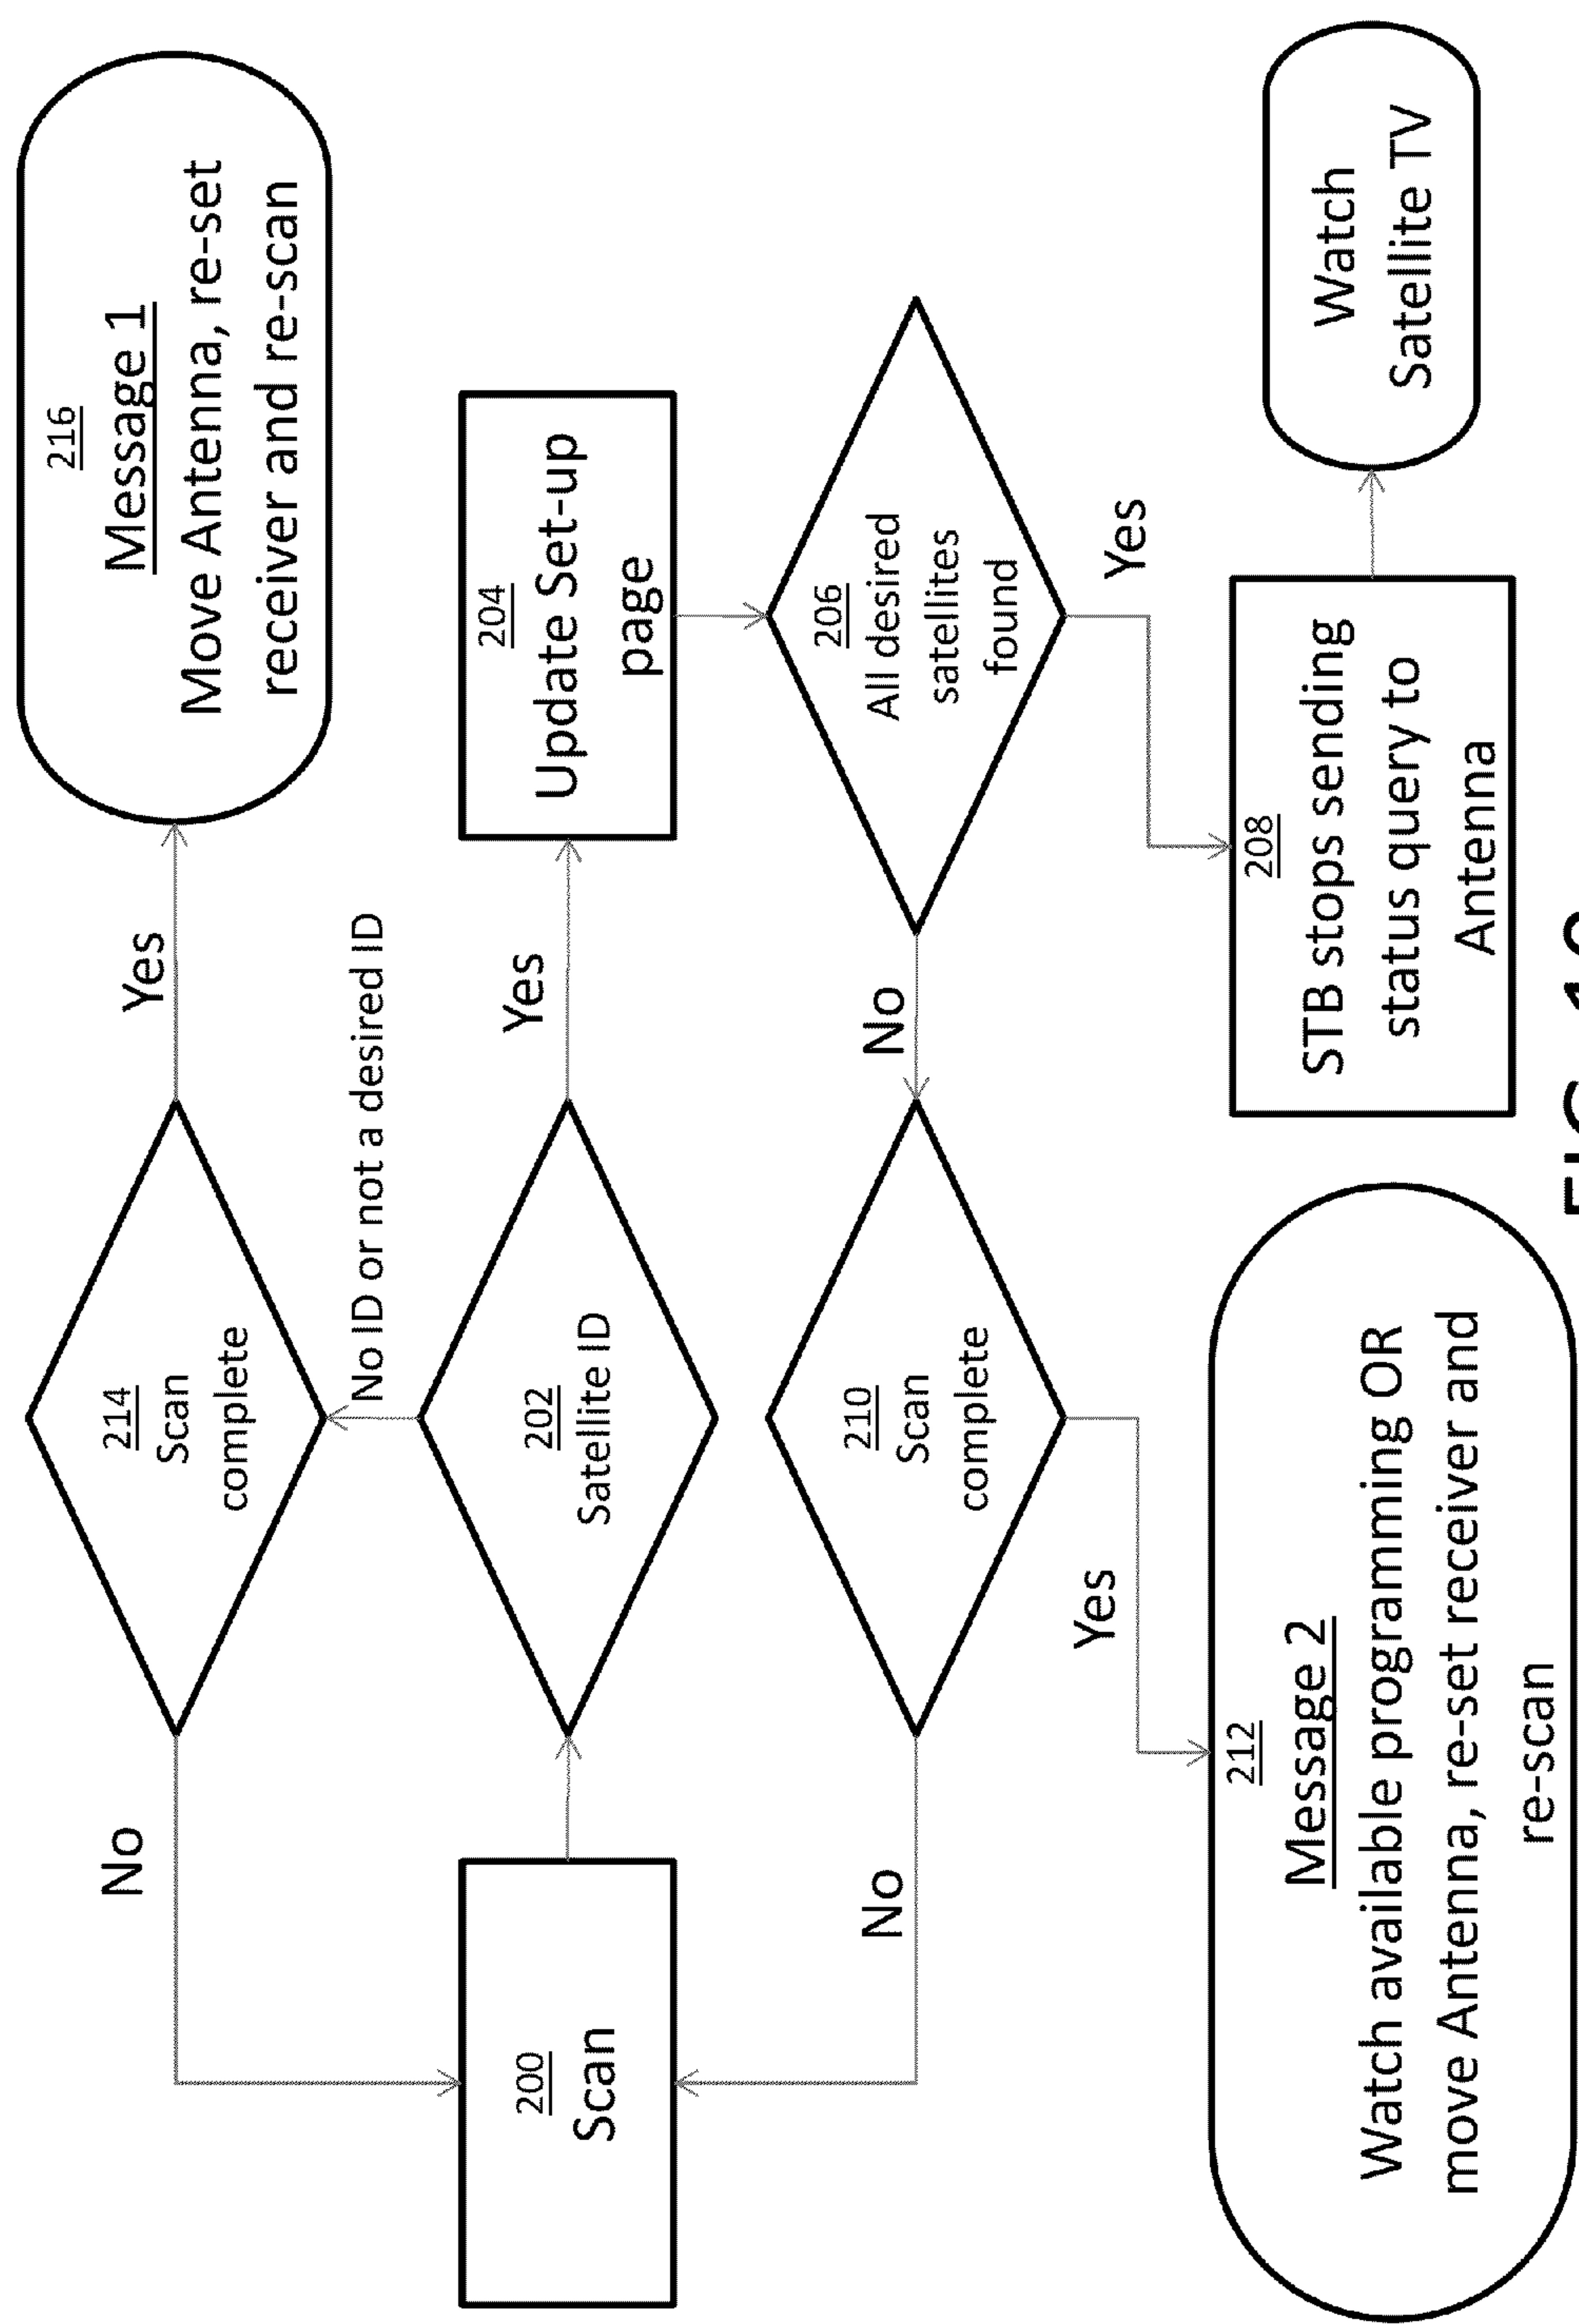 216
Message 1
Move Antenna, re-set
receiver and re-scan
Yes
214
Scan
complete
No
No ID or not a desired ID
200
Scan
202
Satellite ID
Yes
204
Update Set-up
page
206
All desired
satellites
found
No
210
Scan
complete
No
Yes
Yes
212
Message 2
Watch available programming OR
move Antenna, re-set receiver and
re-scan
208
STB stops sending
status query to
Antenna
Watch
Satellite TV